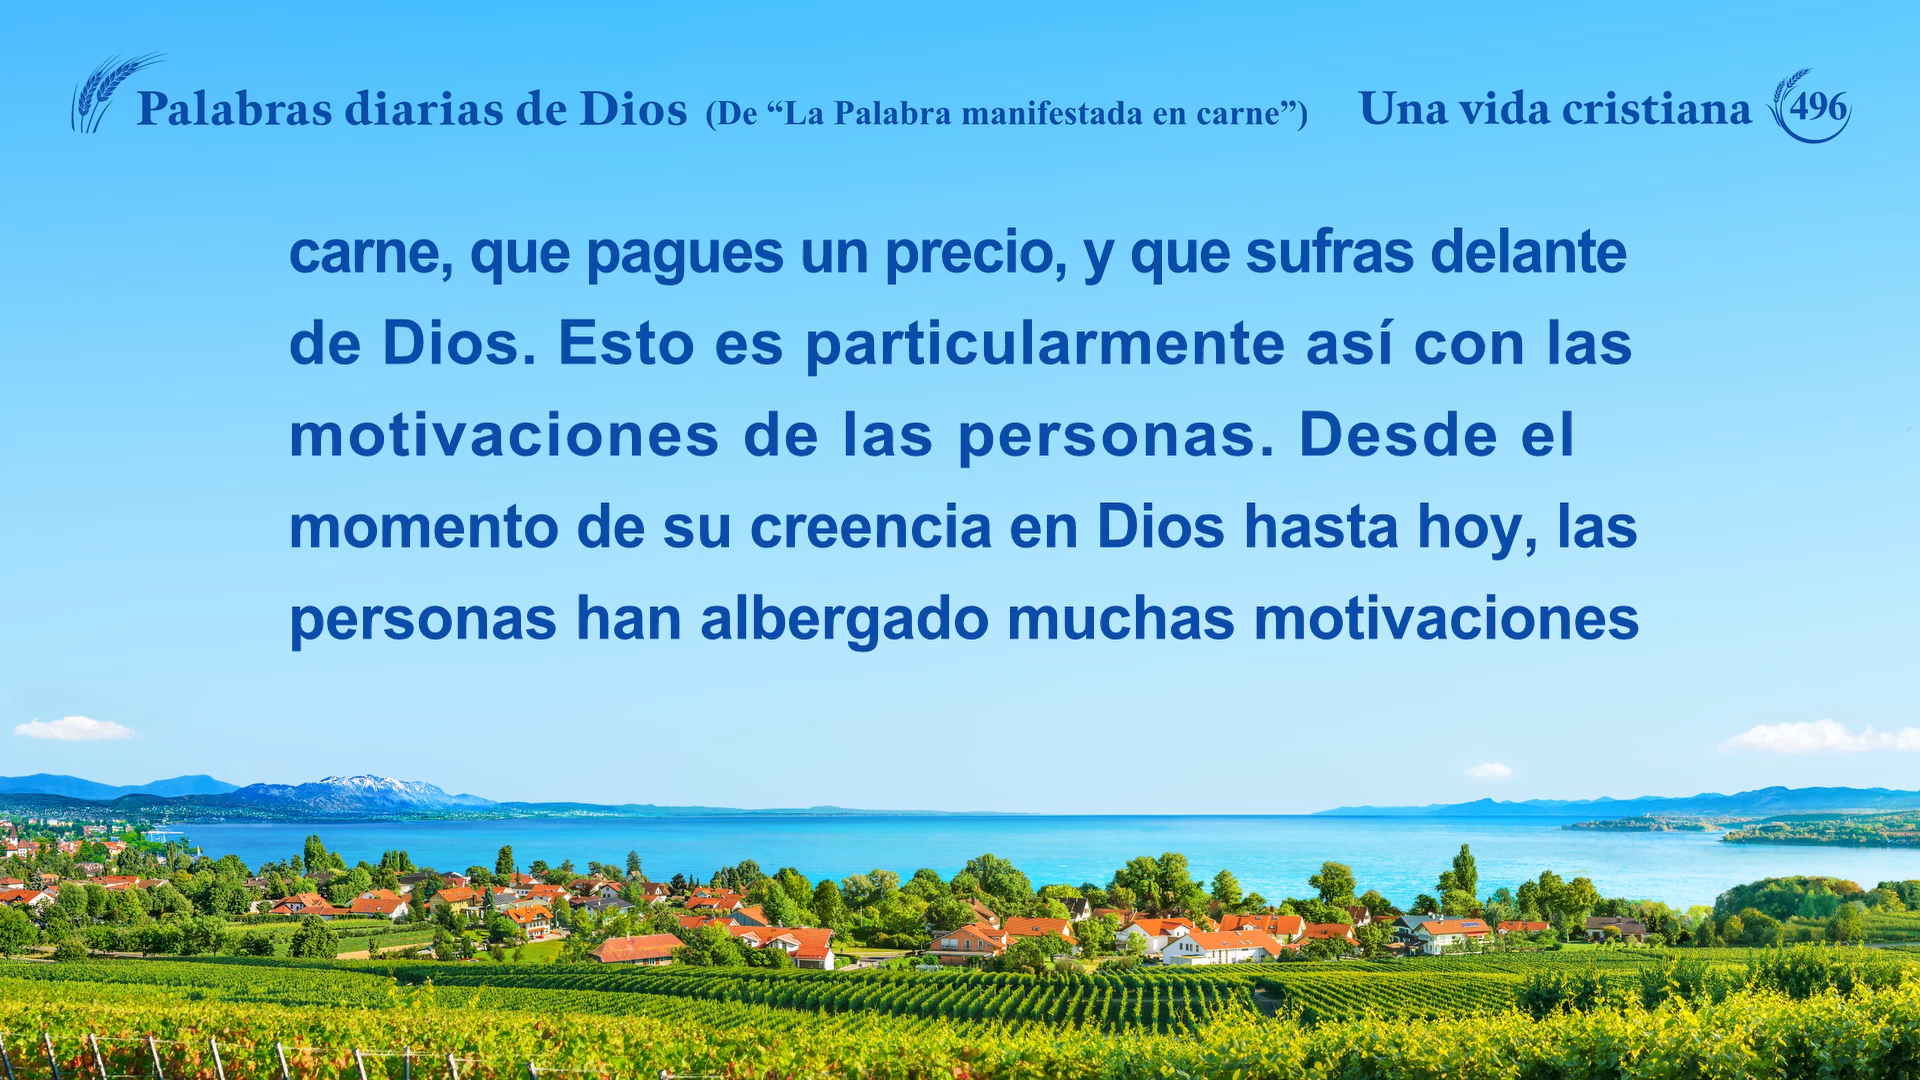 Palabras diarias de Dios (De “La Palabra manifestada en carne”) Una vida cristiana 496
carne, que pagues un precio, y que sufras delante
de Dios. Esto es particularmente así con las
motivaciones de las personas. Desde el
momento de su creencia en Dios hasta hoy, las
personas han albergado muchas motivaciones